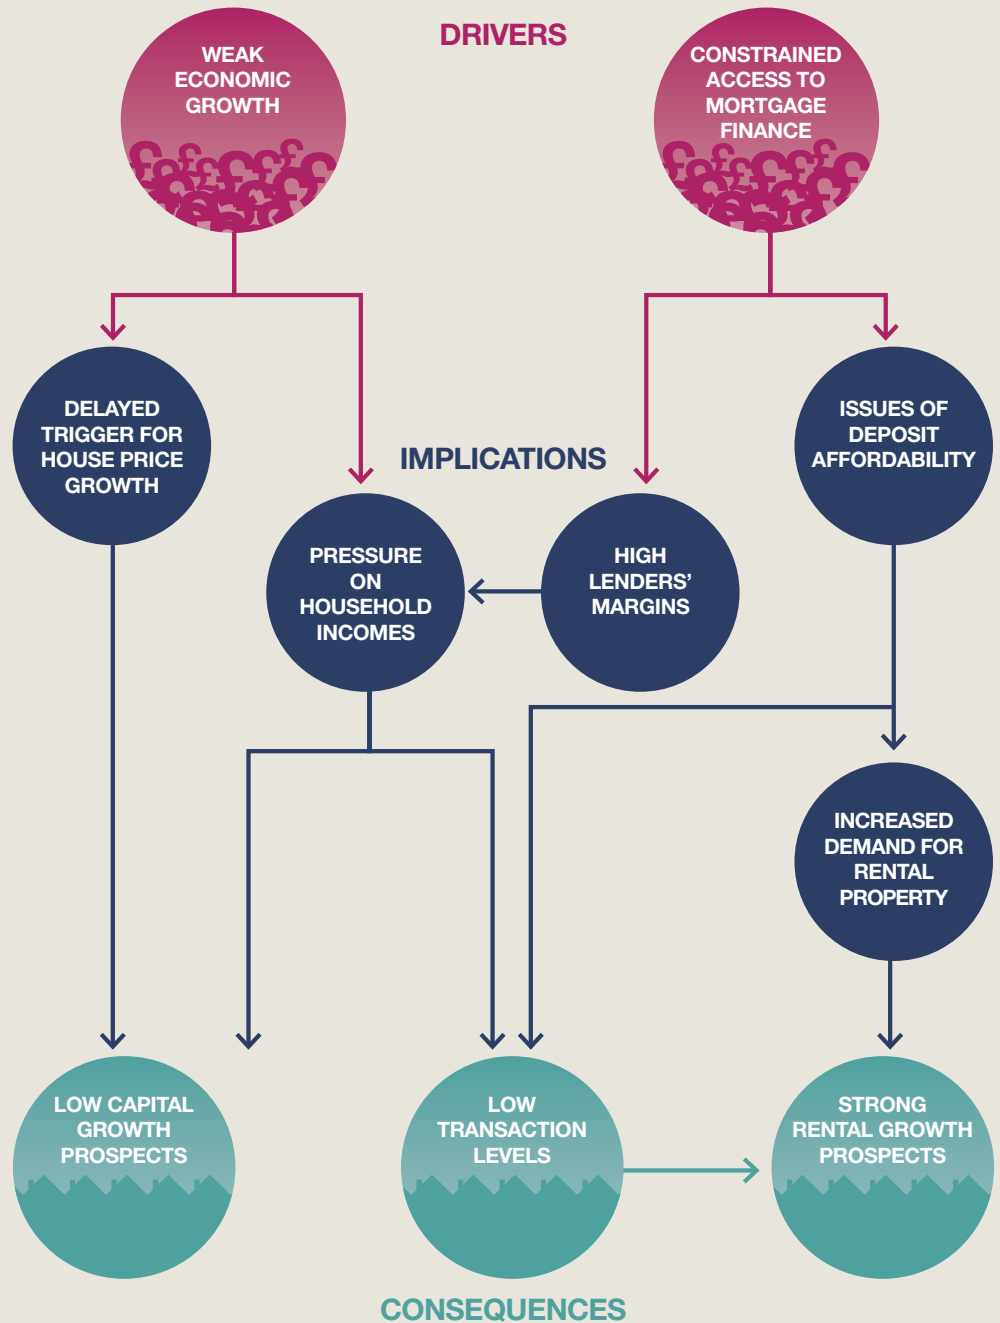 DRIVERS
WEAK
ECONOMIC
GROWTH
CONSTRAINED
ACCESS TO
MORTGAGE
FINANCE
DELAYED
TRIGGER FOR
HOUSE PRICE
GROWTH
IMPLICATIONS
ISSUES OF
DEPOSIT
AFFORDABILITY
PRESSURE
ON
HOUSEHOLD
INCOMES
HIGH
LENDERS’
MARGINS
INCREASED
DEMAND FOR
RENTAL
PROPERTY
LOW CAPITAL
GROWTH
PROSPECTS
LOW
TRANSACTION
LEVELS
STRONG
RENTAL GROWTH
PROSPECTS
CONSEQUENCES